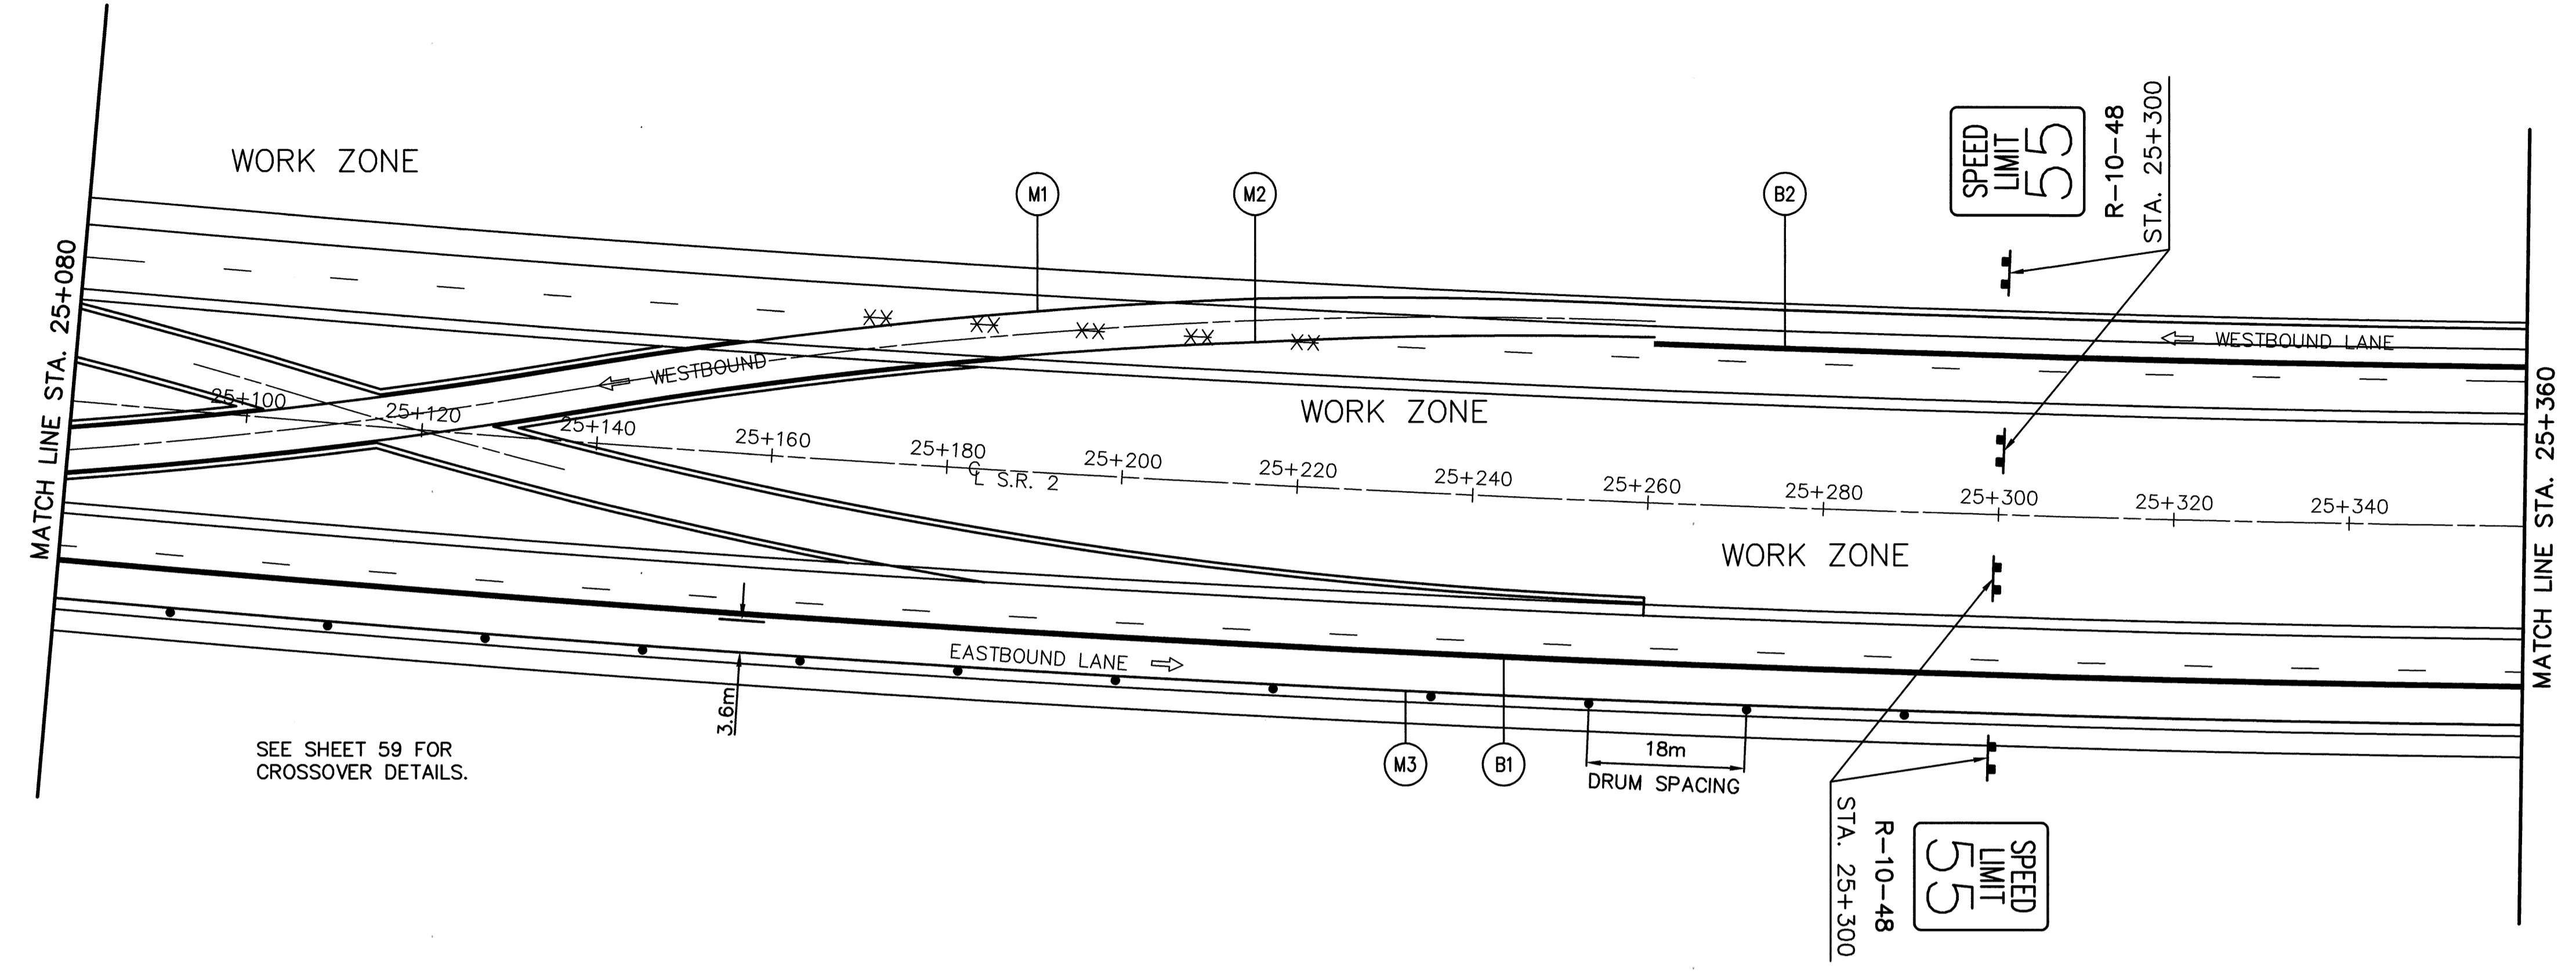 WORK ZONE
MATCH LINE STA. 25+080
M1
M2
B2
SPEED
LIMIT
55
R-10-48
STA. 25+300
WESTBOUND
WESTBOUND LANE
WORK ZONE
25+100
25+120
25+140
25+160
25+180
25+200
25+220
25+240
25+260
25+280
25+300
25+320
25+340
℄ S.R. 2
WORK ZONE
MATCH LINE STA. 25+360
EASTBOUND LANE
3.6m
SEE SHEET 59 FOR
CROSSOVER DETAILS.
M3
B1
18m
DRUM SPACING
STA. 25+300
R-10-48
SPEED
LIMIT
55